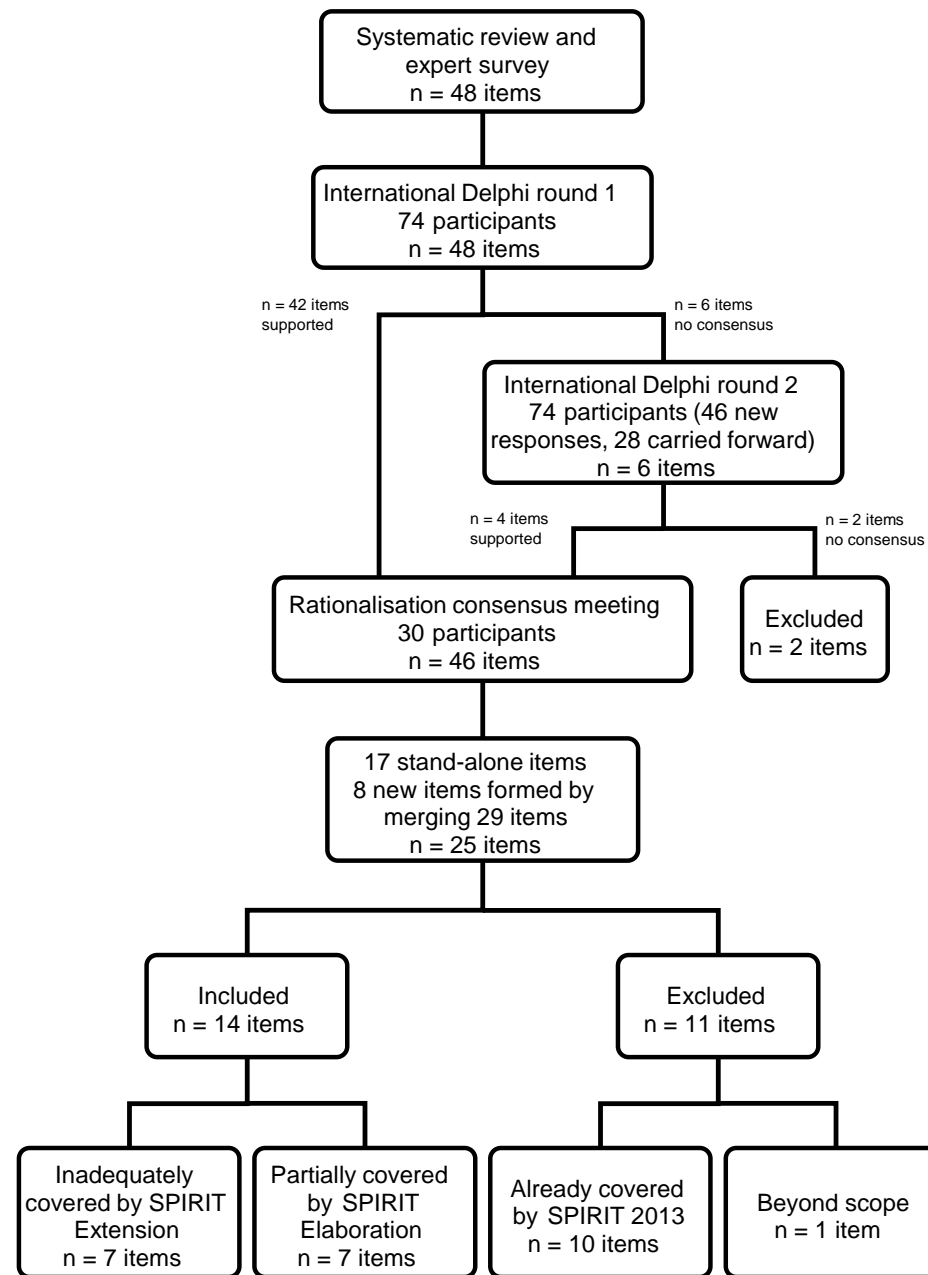 Systematic review and
expert survey
n = 48 items
International Delphi round 1
74 participants
n = 48 items
n = 42 items
supported
n = 6 items
no consensus
International Delphi round 2
74 participants (46 new
responses, 28 carried forward)
n = 6 items
n = 4 items
supported
n = 2 items
no consensus
Rationalisation consensus meeting
30 participants
n = 46 items
Excluded
n = 2 items
17 stand-alone items
8 new items formed by
merging 29 items
n = 25 items
Included
n = 14 items
Excluded
n = 11 items
Inadequately
covered by SPIRIT
Extension
n = 7 items
Partially covered
by SPIRIT
Elaboration
n = 7 items
Already covered
by SPIRIT 2013
n = 10 items
Beyond scope
n = 1 item